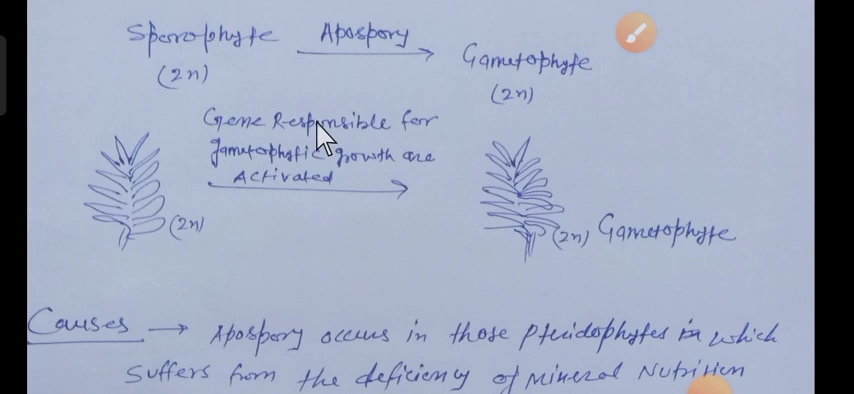 Sporophyte Apospory Gametophyte
(2n) (2n)
Gene Responsible for
gametophytic growth are
Activated
(2n) (2n) Gametophyte
Causes → Apospory occurs in those Pteridophytes in which
suffers from the deficiency of Mineral Nutrition